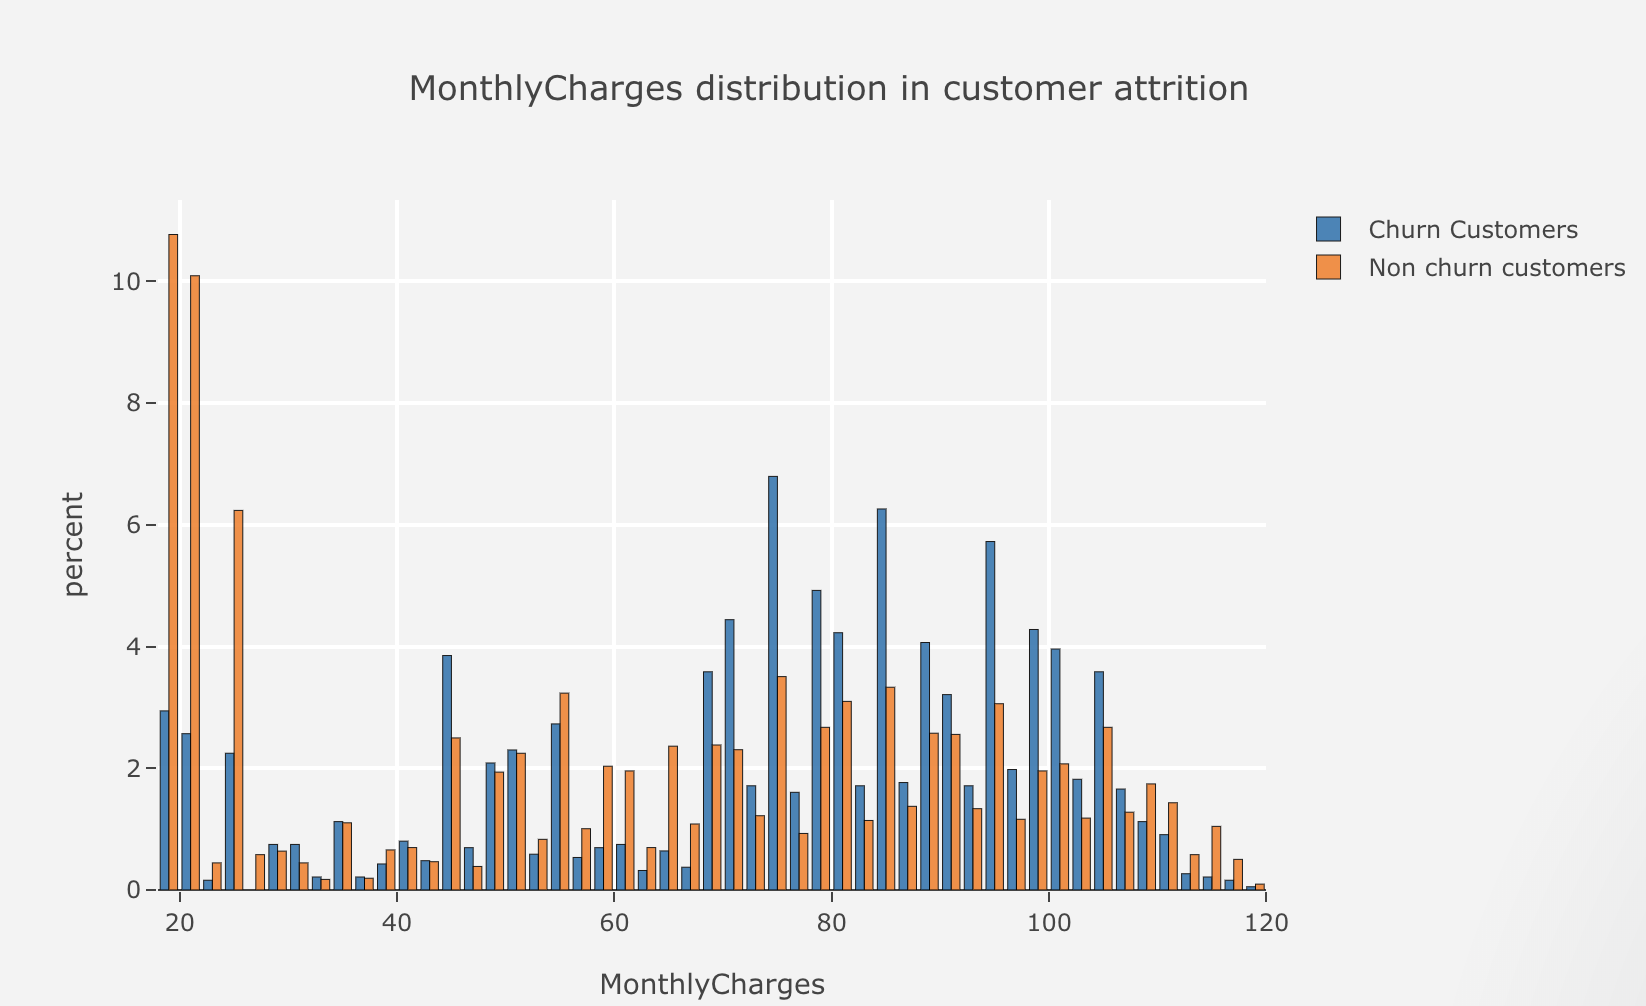 MonthlyCharges distribution in customer attrition
Churn Customers
Non churn customers
10
8
6
4
2
0
percent
20 40 60 80 100 120
MonthlyCharges